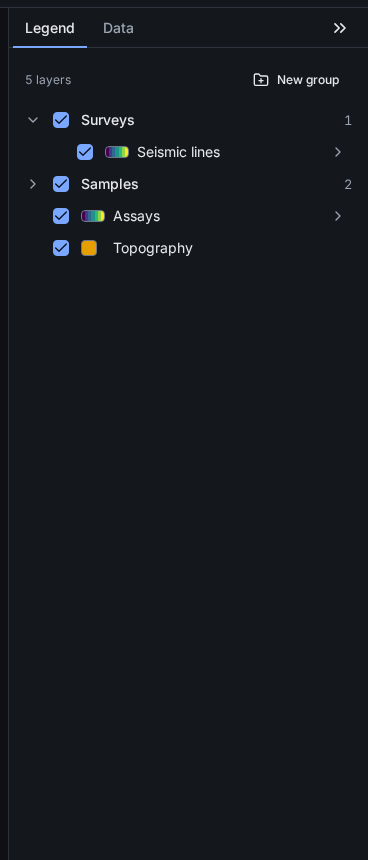 Legend Data
5 layers New group
Surveys 1
Seismic lines
Samples 2
Assays
Topography